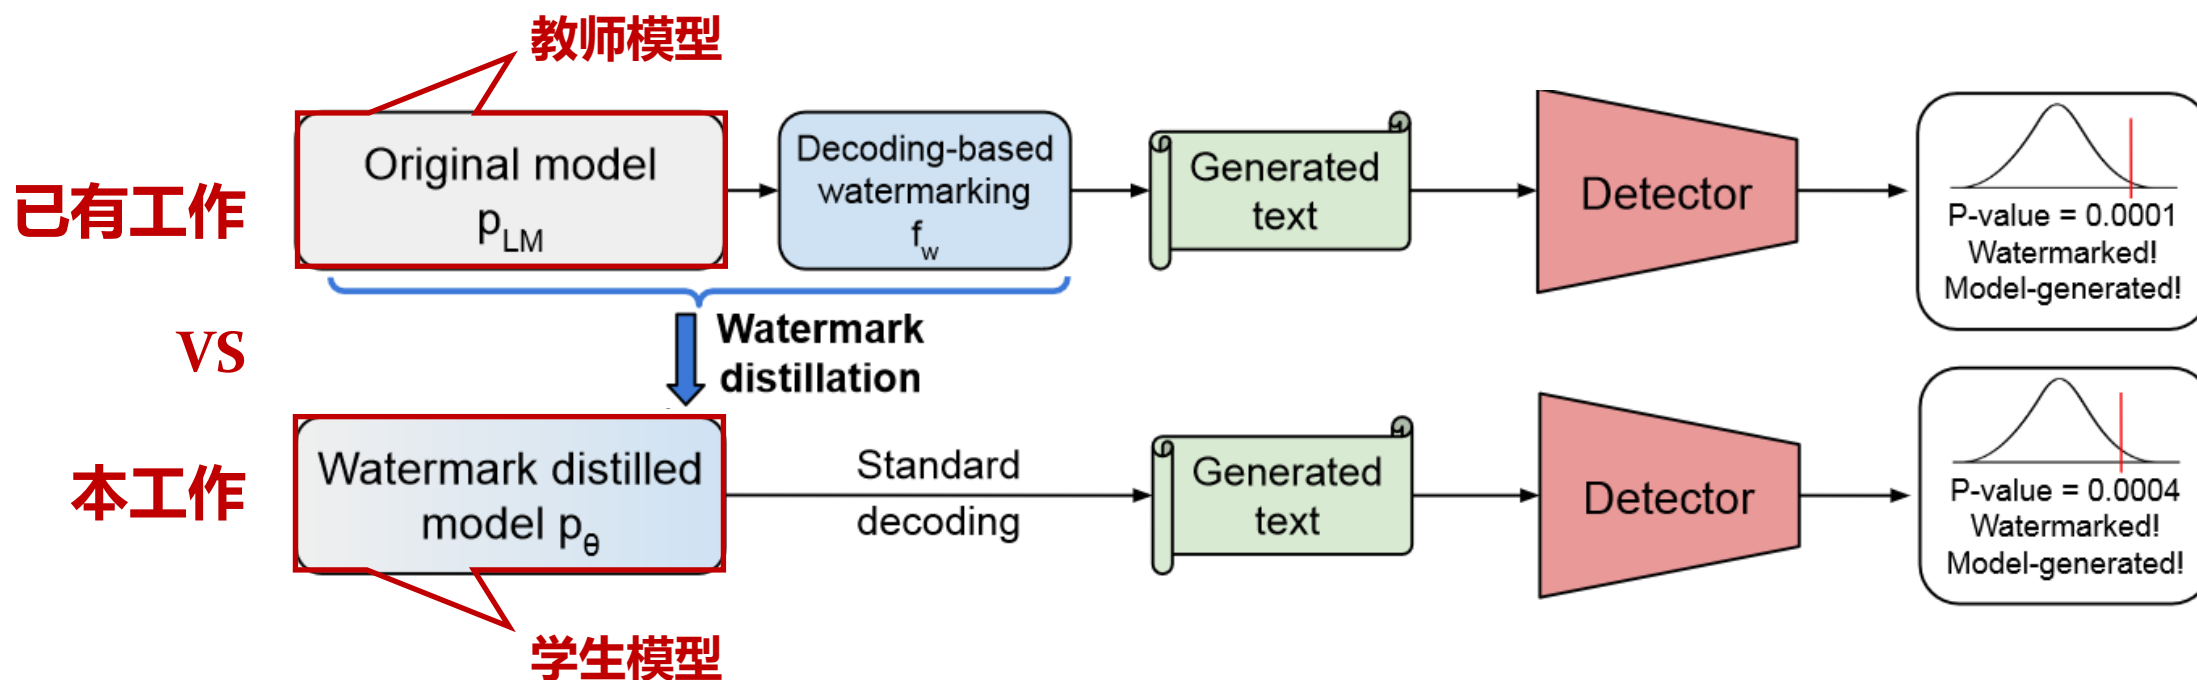 教师模型
已有工作
Original model
pLM
Decoding-based
watermarking
fw
Generated
text
Detector
P-value = 0.0001
Watermarked!
Model-generated!
VS
Watermark
distillation
本工作
Watermark distilled
model pθ
Standard
decoding
Generated
text
Detector
P-value = 0.0004
Watermarked!
Model-generated!
学生模型